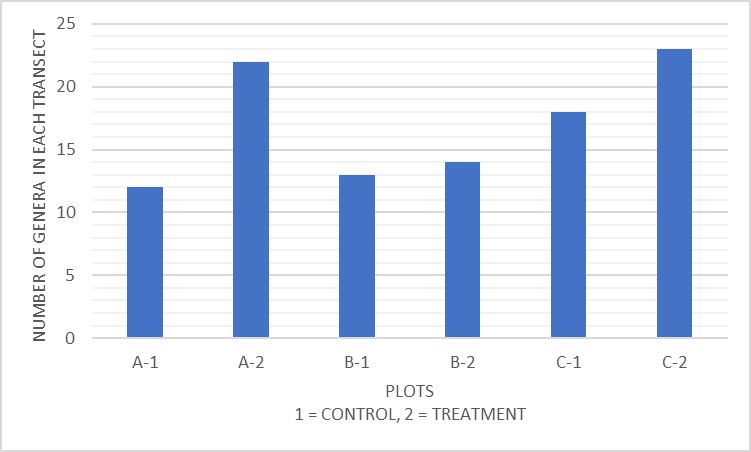 NUMBER OF GENERA IN EACH TRANSECT
25
20
15
10
5
0
A-1 A-2 B-1 B-2 C-1 C-2
PLOTS
1 = CONTROL, 2 = TREATMENT